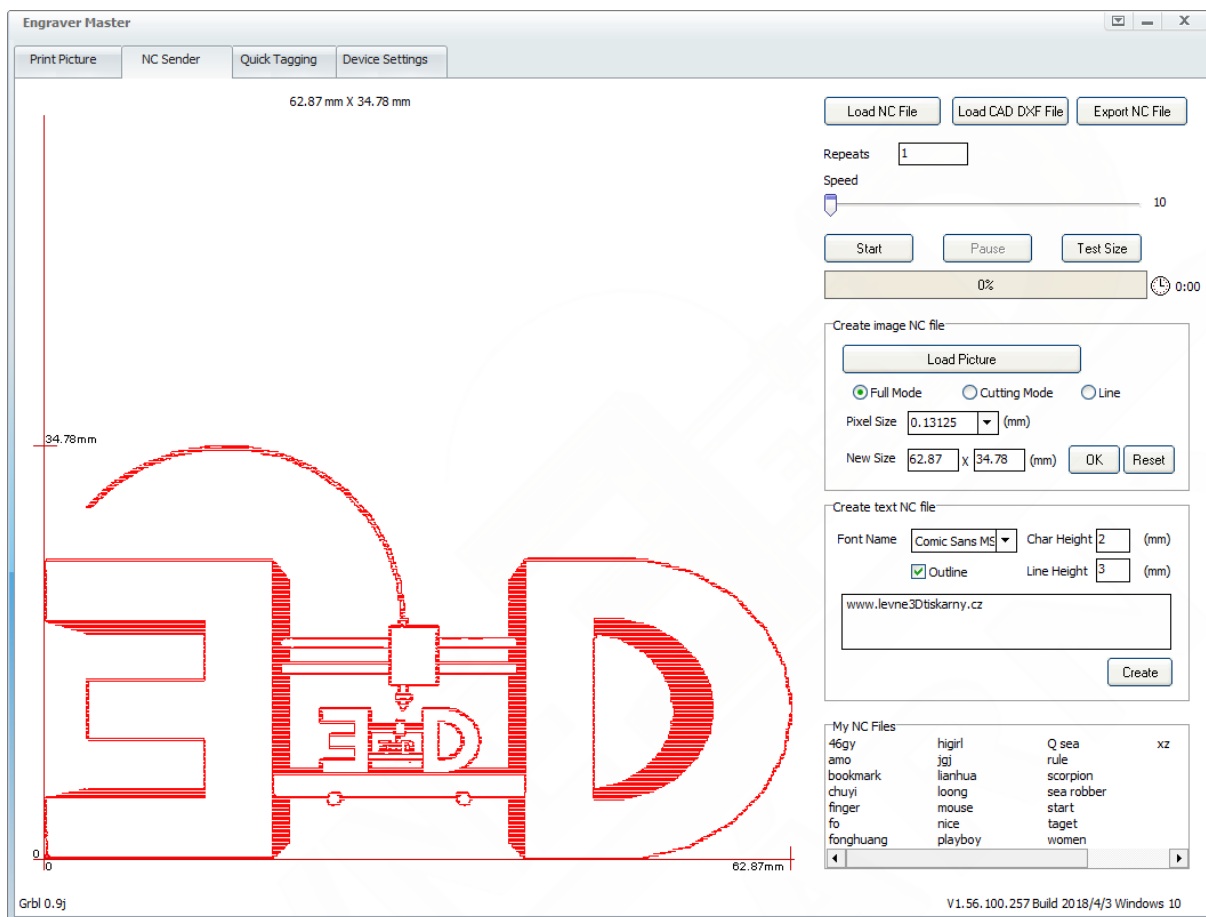 Engraver Master
Print Picture NC Sender Quick Tagging Device Settings
62.87 mm X 34.78 mm
Load NC File Load CAD DXF File Export NC File
Repeats 1
Speed
10
Start Pause Test Size
0% 0:00
Create image NC file
Load Picture
Full Mode Cutting Mode Line
Pixel Size 0.13125 (mm)
34.78mm
New Size 62.87 X 34.78 (mm) OK Reset
Create text NC file
Font Name Comic Sans MS Char Height 2 (mm)
Outline Line Height 3 (mm)
www.levne3Dtiskarny.cz
Create
3D
3D
My NC Files
46gy higirl Q sea xz
amo jgj rule
bookmark lianhua scorpion
chuyi loong sea robber
finger mouse start
fo nice taget
fonghuang playboy women
0
0
62.87mm
Grbl 0.9j V1.56.100.257 Build 2018/4/3 Windows 10